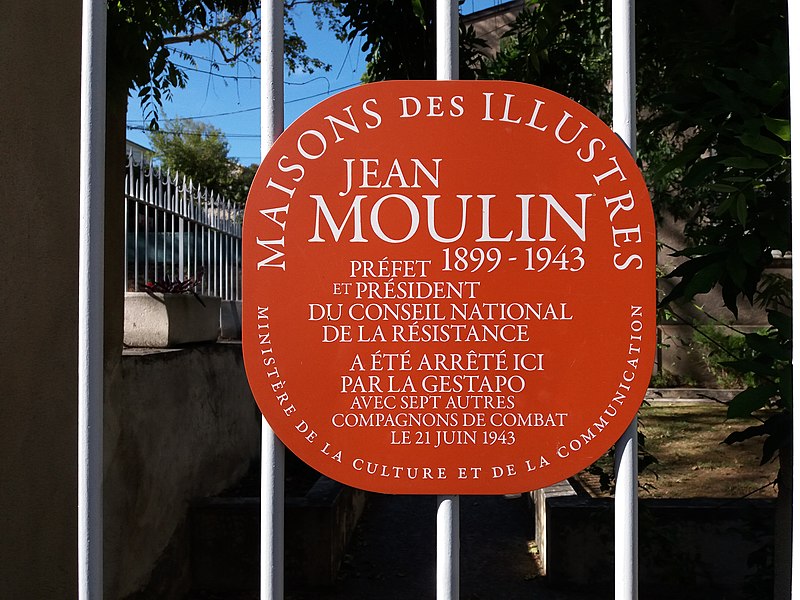 MAISONS DES ILLUSTRES
JEAN
MOULIN
1899 - 1943
PRÉFET
ET PRÉSIDENT
DU CONSEIL NATIONAL
DE LA RÉSISTANCE
A ÉTÉ ARRÊTÉ ICI
PAR LA GESTAPO
AVEC SEPT AUTRES
COMPAGNONS DE COMBAT
LE 21 JUIN 1943
MINISTÈRE DE LA CULTURE ET DE LA COMMUNICATION